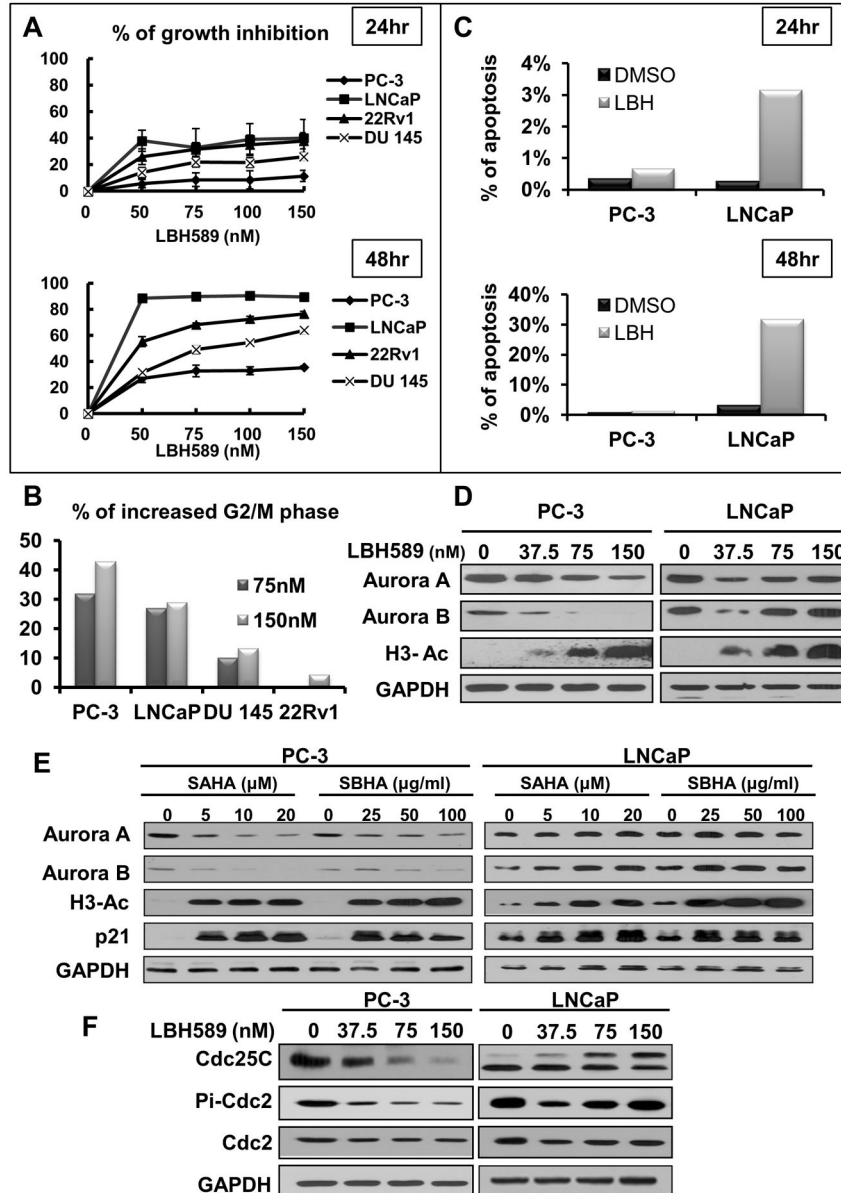 A
% of growth inhibition
24hr
100
80
60
40
20
0
PC-3
LNCaP
22Rv1
DU 145
0 50 75 100 150
LBH589 (nM)
48hr
100
80
60
40
20
0
PC-3
LNCaP
22Rv1
DU 145
0 50 75 100 150
LBH589 (nM)
C
24hr
% of apoptosis
4%
3%
2%
1%
0%
DMSO
LBH
PC-3 LNCaP
48hr
% of apoptosis
40%
30%
20%
10%
0%
DMSO
LBH
PC-3 LNCaP
B
% of increased G2/M phase
50
40
30
20
10
0
75nM
150nM
PC-3 LNCaP DU 145 22Rv1
D
PC-3 LNCaP
LBH589 (nM) 0 37.5 75 150 0 37.5 75 150
Aurora A
Aurora B
H3- Ac
GAPDH
E
PC-3 LNCaP
SAHA (µM) SBHA (µg/ml) SAHA (µM) SBHA (µg/ml)
0 5 10 20 0 25 50 100 0 5 10 20 0 25 50 100
Aurora A
Aurora B
H3-Ac
p21
GAPDH
F
PC-3 LNCaP
LBH589 (nM) 0 37.5 75 150 0 37.5 75 150
Cdc25C
Pi-Cdc2
Cdc2
GAPDH